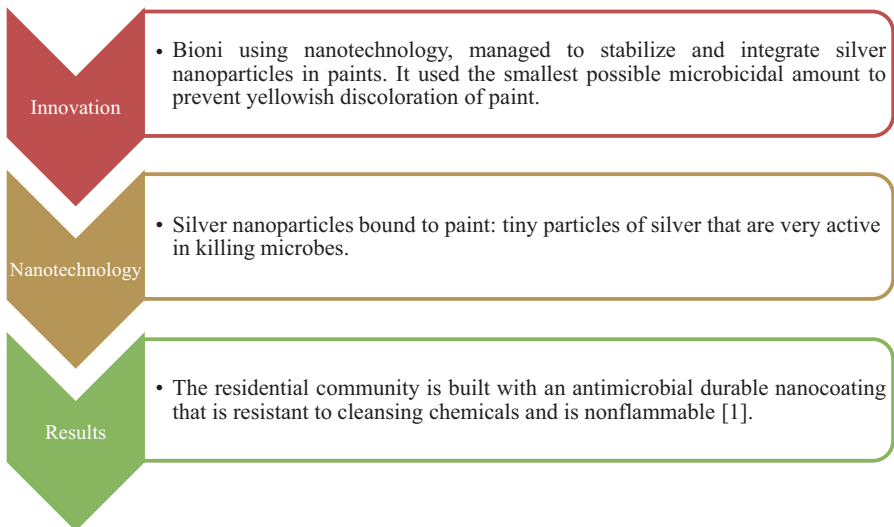 Innovation
• Bioni using nanotechnology, managed to stabilize and integrate silver
nanoparticles in paints. It used the smallest possible microbicidal amount to
prevent yellowish discoloration of paint.
Nanotechnology
• Silver nanoparticles bound to paint: tiny particles of silver that are very active
in killing microbes.
Results
• The residential community is built with an antimicrobial durable nanocoating
that is resistant to cleansing chemicals and is nonflammable [1].